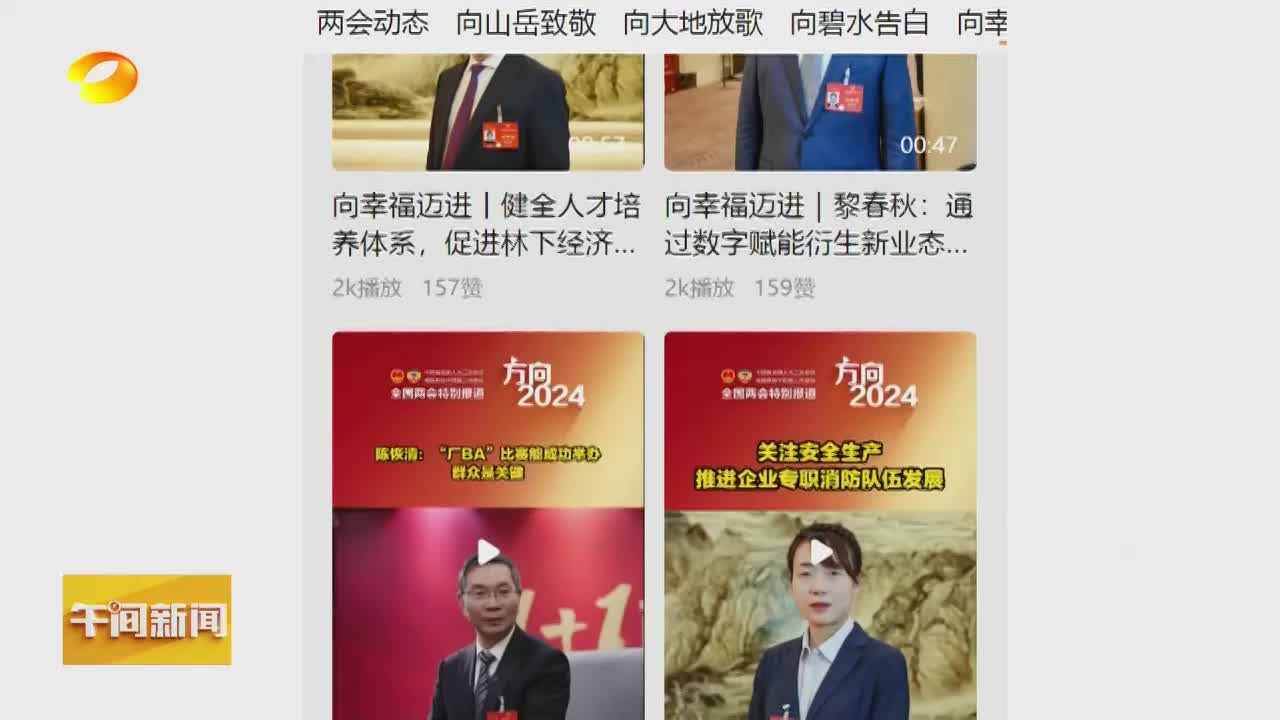 两会动态 向山岳致敬 向大地放歌 向碧水告白 向幸
00:57
00:47
向幸福迈进｜健全人才培
养体系，促进林下经济...
2k播放 157赞
向幸福迈进｜黎春秋：通
过数字赋能衍生新业态...
2k播放 159赞
全国两会特别报道
方向
2024
陈恢清：“厂BA”比赛能成功举办
群众是关键
全国两会特别报道
方向
2024
关注安全生产
推进企业专职消防队伍发展
1+1
午间新闻